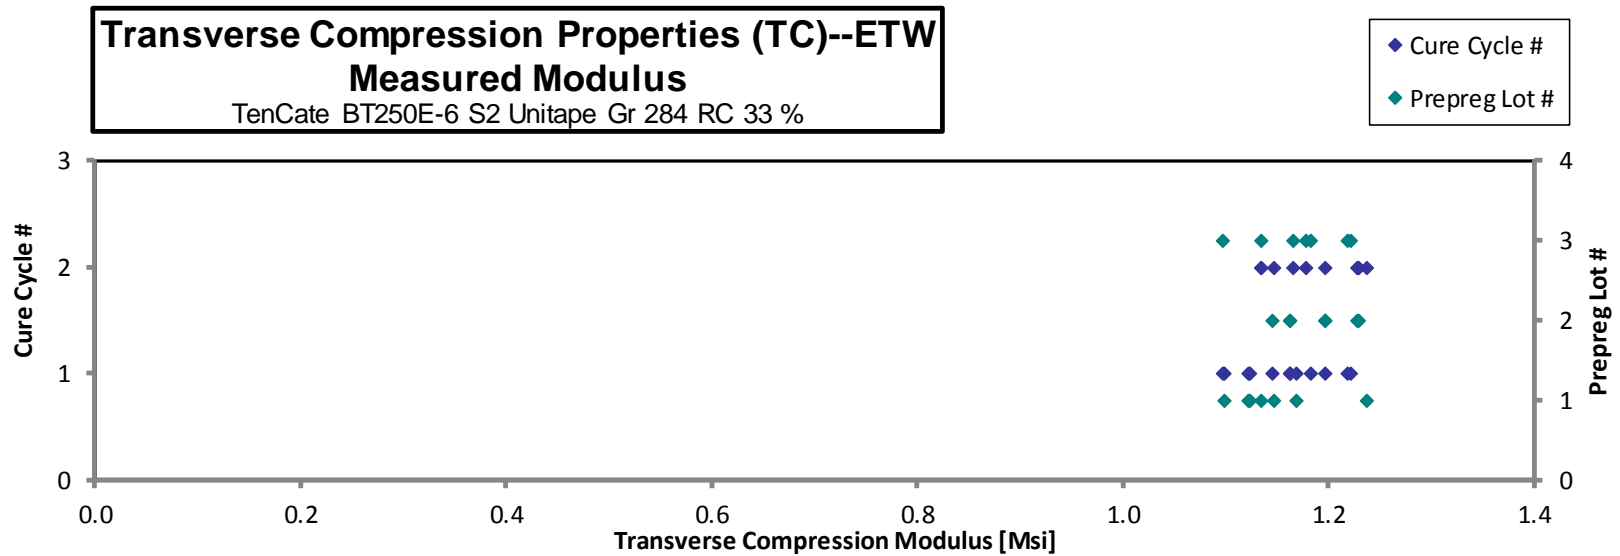 Transverse Compression Properties (TC)--ETW
Measured Modulus
TenCate BT250E-6 S2 Unitape Gr 284 RC 33 %
Cure Cycle #
Prepreg Lot #
3
2
1
0
Cure Cycle #
4
3
2
1
0
Prepreg Lot #
0.0 0.2 0.4 0.6 0.8 1.0 1.2 1.4
Transverse Compression Modulus [Msi]